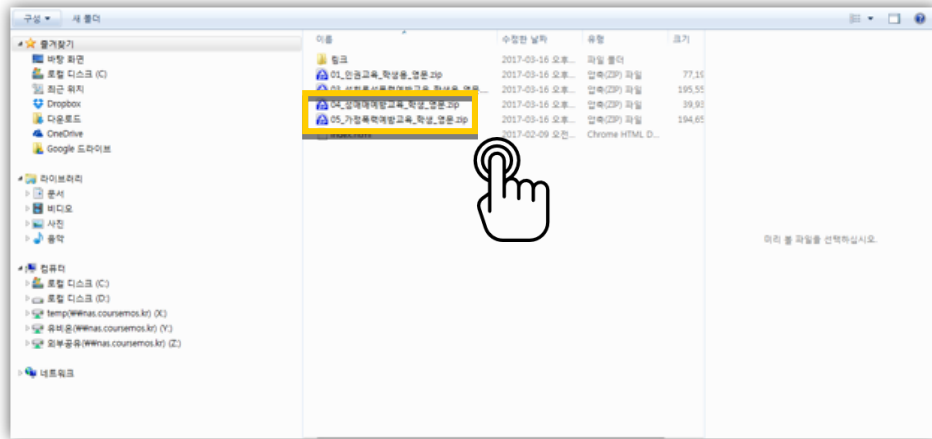 구성 새 폴더
즐겨찾기
바탕 화면
로컬 디스크 (C)
최근 위치
Dropbox
다운로드
OneDrive
Google 드라이브
라이브러리
문서
비디오
사진
음악
컴퓨터
로컬 디스크 (C:)
로컬 디스크 (D:)
temp(₩₩nas.coursemos.kr) (X:)
유비온(₩₩nas.coursemos.kr) (Y:)
외부공유(₩₩nas.coursemos.kr) (Z:)
네트워크
이름 수정한 날짜 유형 크기
링크 2017-03-16 오후... 파일 폴더
01_인권교육_학생용_영문.zip 2017-03-16 오후... 압축(ZIP) 파일 77,19
2017-03-16 오후... 압축(ZIP) 파일 195,55
04_성매매예방교육_학생_영문.zip 2017-03-16 오후... 압축(ZIP) 파일 39,93
05_가정폭력예방교육_학생_영문.zip 2017-03-16 오후... 압축(ZIP) 파일 194,65
index.html 2017-02-09 오전... Chrome HTML D...
미리 볼 파일을 선택하십시오.